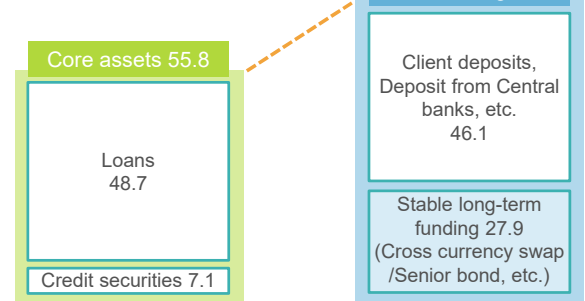 Core assets 55.8
Loans
48.7
Credit securities 7.1
Client deposits,
Deposit from Central
banks, etc.
46.1
Stable long-term
funding 27.9
(Cross currency swap
/Senior bond, etc.)